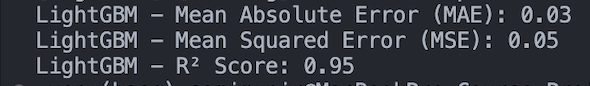 LightGBM – Mean Absolute Error (MAE): 0.03
LightGBM – Mean Squared Error (MSE): 0.05
LightGBM – R² Score: 0.95